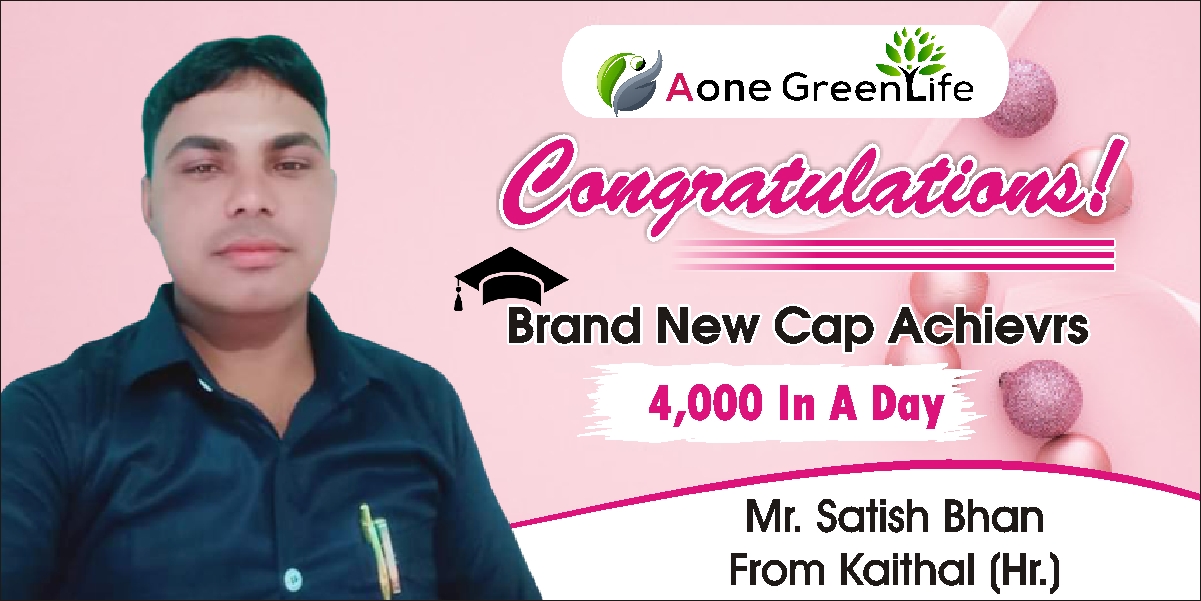 Aone GreenLife
Congratulations!
Brand New Cap Achievrs
4,000 In A Day
Mr. Satish Bhan
From Kaithal (Hr.)